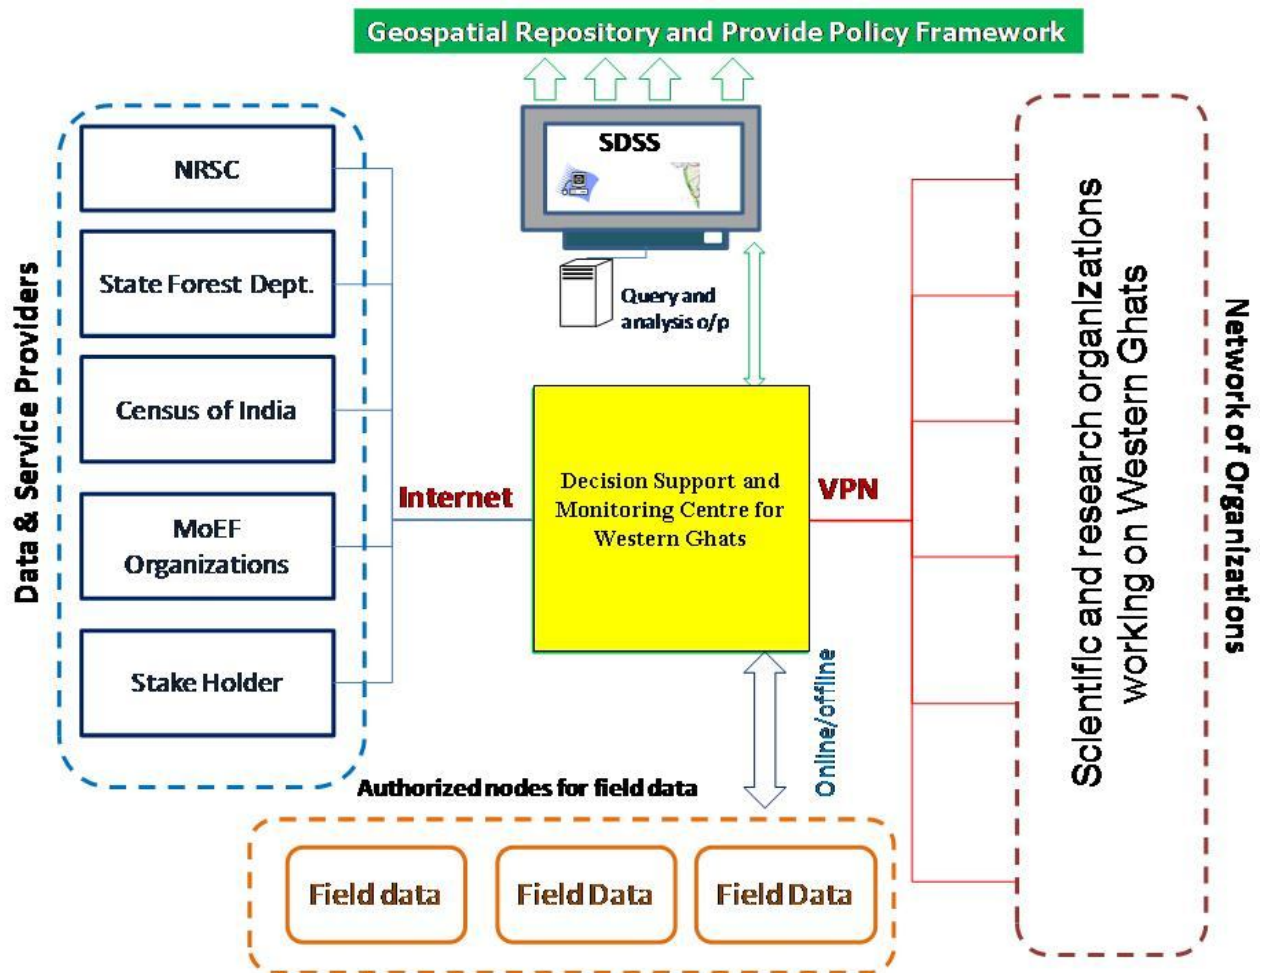 Geospatial Repository and Provide Policy Framework
SDSS
Query and
analysis o/p
Data & Service Providers
NRSC
State Forest Dept.
Census of India
MoEF
Organizations
Stake Holder
Internet
Decision Support and
Monitoring Centre for
Western Ghats
VPN
Scientific and research organizations
working on Western Ghats
Network of Organizations
Online/offline
Authorized nodes for field data
Field data
Field Data
Field Data